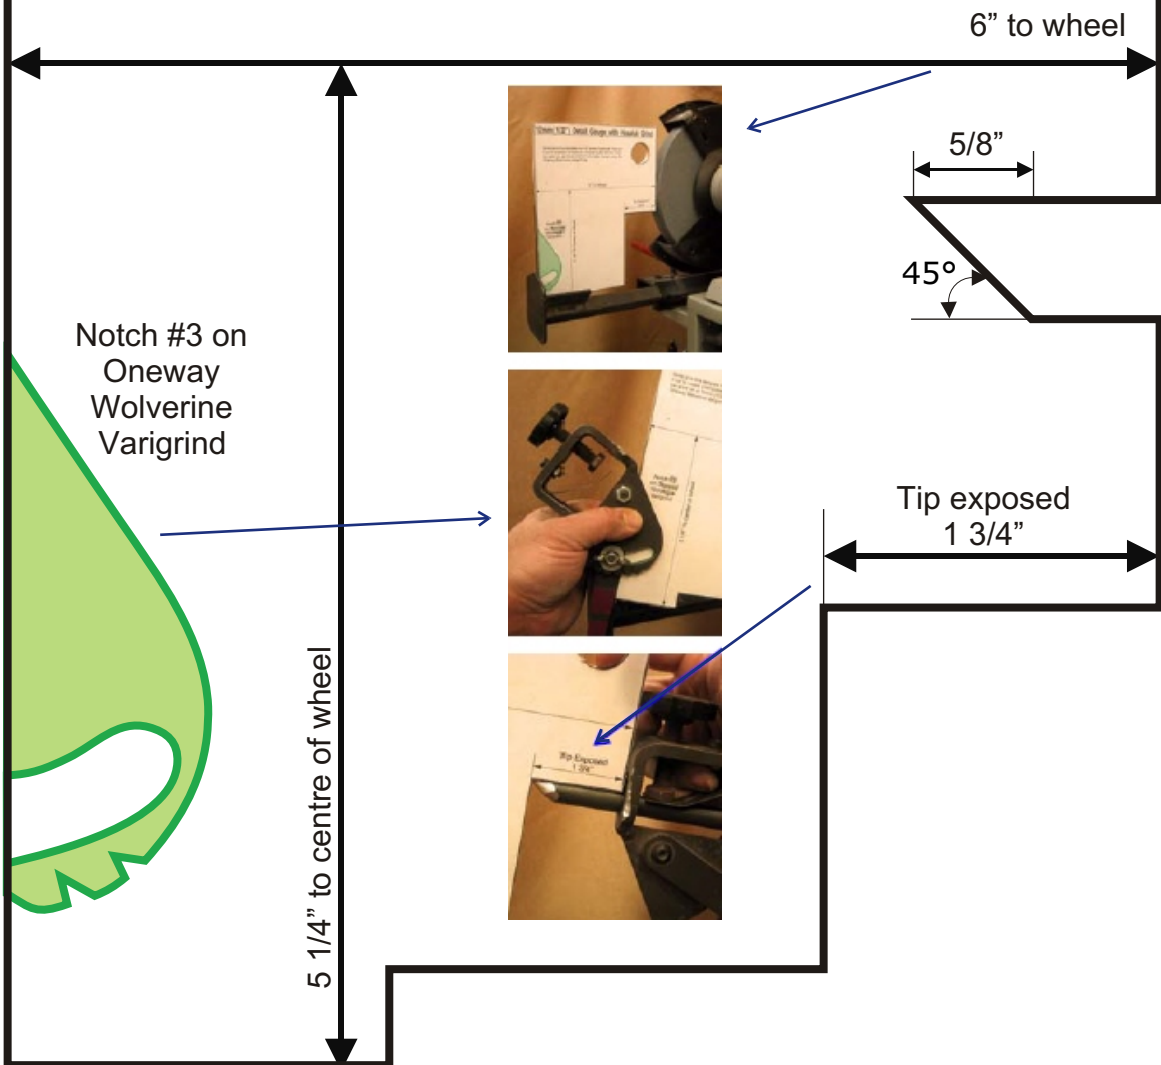 6” to wheel
5/8”
45°
Notch #3 on
Oneway
Wolverine
Varigrind
Tip exposed
1 3/4”
5 1/4” to centre of wheel
Tip Exposed
1 3/4"